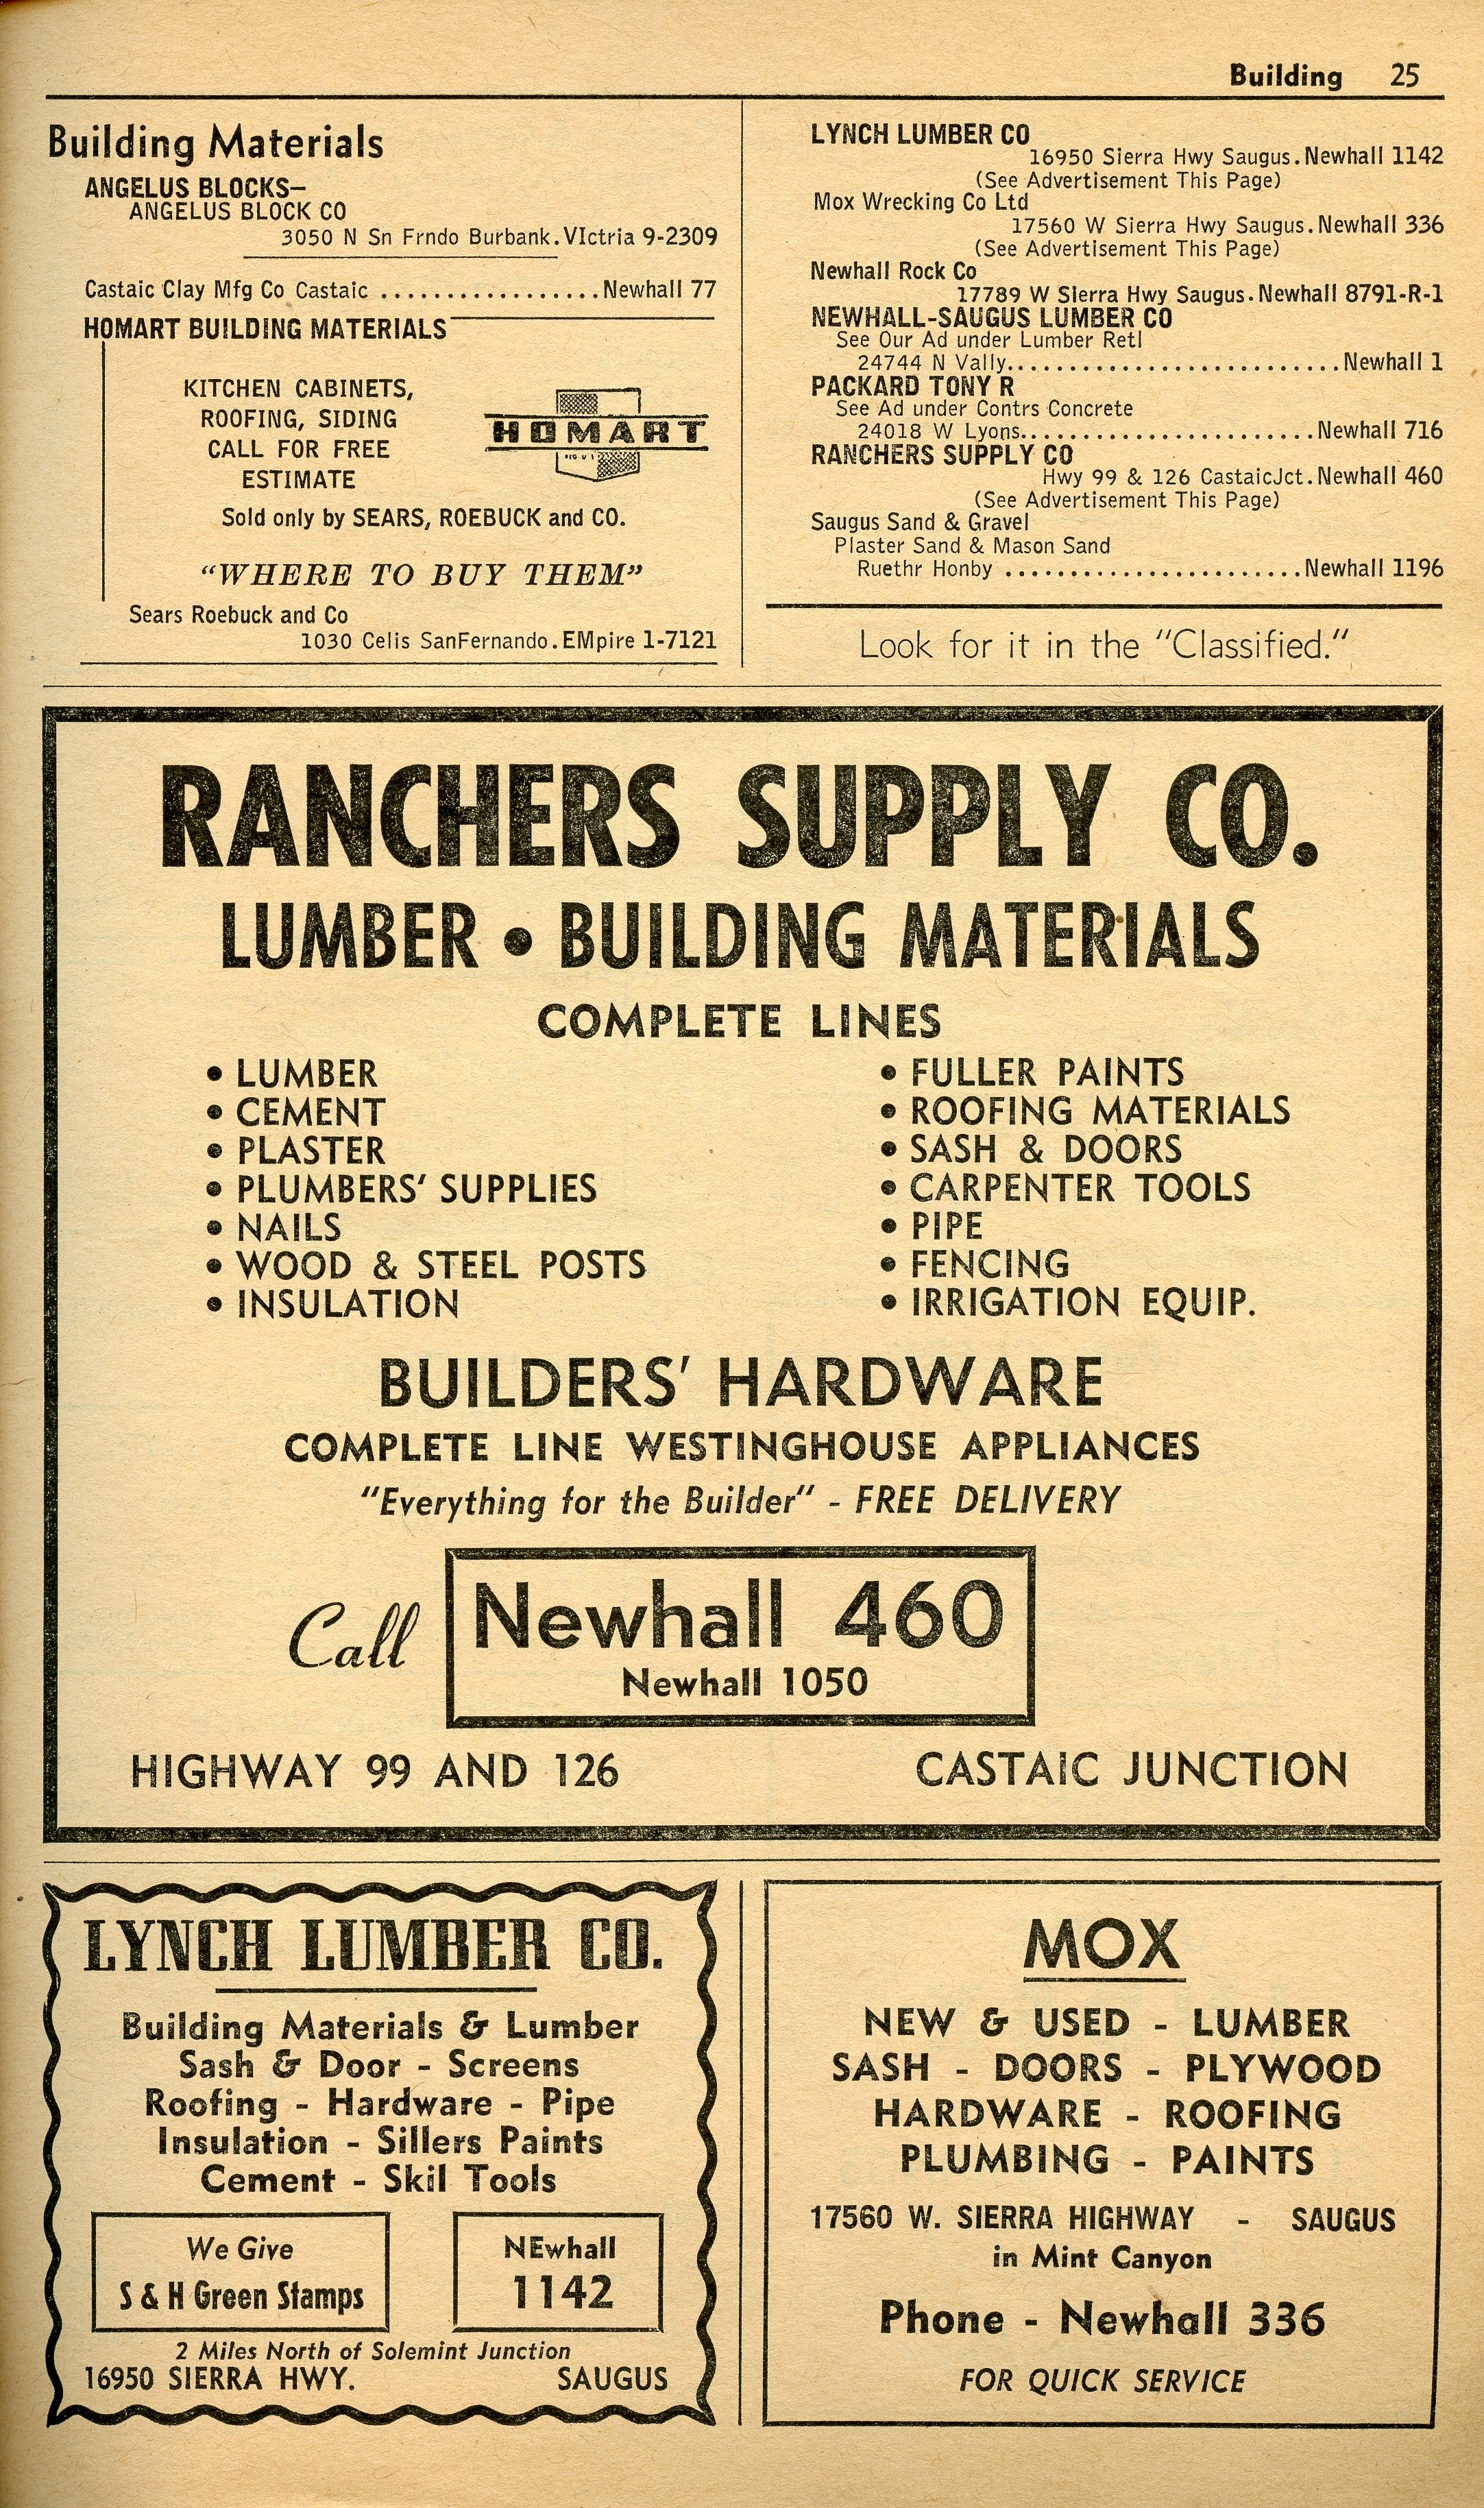 Building 25
Building Materials
ANGELUS BLOCKS—
ANGELUS BLOCK CO
3050 N Sn Frndo Burbank.VIctria 9-2309
Castaic Clay Mfg Co Castaic .................Newhall 77
HOMART BUILDING MATERIALS
KITCHEN CABINETS,
ROOFING, SIDING
CALL FOR FREE
ESTIMATE
HOMART
Sold only by SEARS, ROEBUCK and CO.
“WHERE TO BUY THEM”
Sears Roebuck and Co
1030 Celis SanFernando.EMpire 1-7121
LYNCH LUMBER CO
16950 Sierra Hwy Saugus.Newhall 1142
(See Advertisement This Page)
Mox Wrecking Co Ltd
17560 W Sierra Hwy Saugus.Newhall 336
(See Advertisement This Page)
Newhall Rock Co
17789 W Sierra Hwy Saugus.Newhall 8791-R-1
NEWHALL-SAUGUS LUMBER CO
See Our Ad under Lumber Retl
24744 N Vally...........................Newhall 1
PACKARD TONY R
See Ad under Contrs Concrete
24018 W Lyons........................Newhall 716
RANCHERS SUPPLY CO
Hwy 99 & 126 CastaicJct.Newhall 460
(See Advertisement This Page)
Saugus Sand & Gravel
Plaster Sand & Mason Sand
Ruethr Honby ........................Newhall 1196
Look for it in the "Classified."
RANCHERS SUPPLY CO.
LUMBER • BUILDING MATERIALS
COMPLETE LINES
• LUMBER
• CEMENT
• PLASTER
• PLUMBERS' SUPPLIES
• NAILS
• WOOD & STEEL POSTS
• INSULATION
• FULLER PAINTS
• ROOFING MATERIALS
• SASH & DOORS
• CARPENTER TOOLS
• PIPE
• FENCING
• IRRIGATION EQUIP.
BUILDERS' HARDWARE
COMPLETE LINE WESTINGHOUSE APPLIANCES
"Everything for the Builder" - FREE DELIVERY
Call Newhall 460
Newhall 1050
HIGHWAY 99 AND 126 CASTAIC JUNCTION
LYNCH LUMBER CO.
Building Materials & Lumber
Sash & Door - Screens
Roofing - Hardware - Pipe
Insulation - Sillers Paints
Cement - Skil Tools
We Give
S & H Green Stamps
NEwhall
1142
2 Miles North of Solemint Junction
16950 SIERRA HWY. SAUGUS
MOX
NEW & USED - LUMBER
SASH - DOORS - PLYWOOD
HARDWARE - ROOFING
PLUMBING - PAINTS
17560 W. SIERRA HIGHWAY - SAUGUS
in Mint Canyon
Phone - Newhall 336
FOR QUICK SERVICE